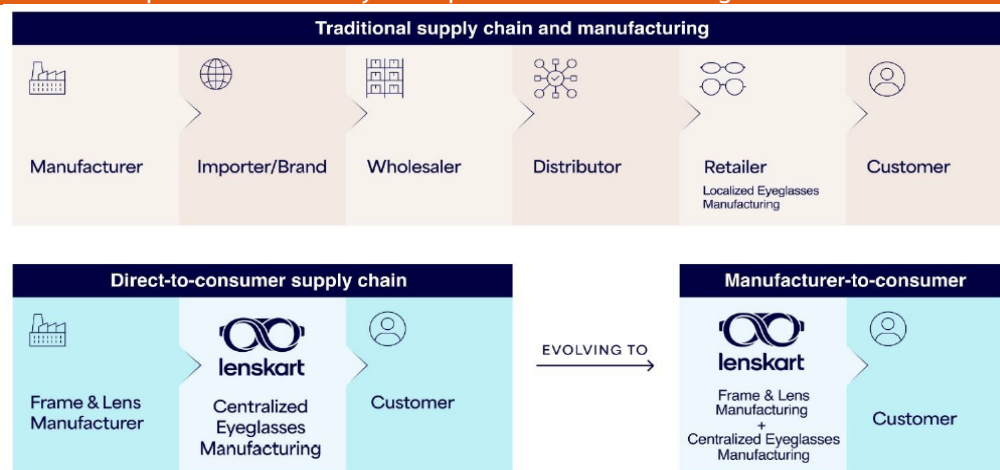 Traditional supply chain and manufacturing
Manufacturer
Importer/Brand
Wholesaler
Distributor
Retailer
Localized Eyeglasses
Manufacturing
Customer
Direct-to-consumer supply chain
Frame & Lens
Manufacturer
lenskart
Centralized
Eyeglasses
Manufacturing
Customer
EVOLVING TO
Manufacturer-to-consumer
lenskart
Frame & Lens
Manufacturing
+
Centralized Eyeglasses
Manufacturing
Customer